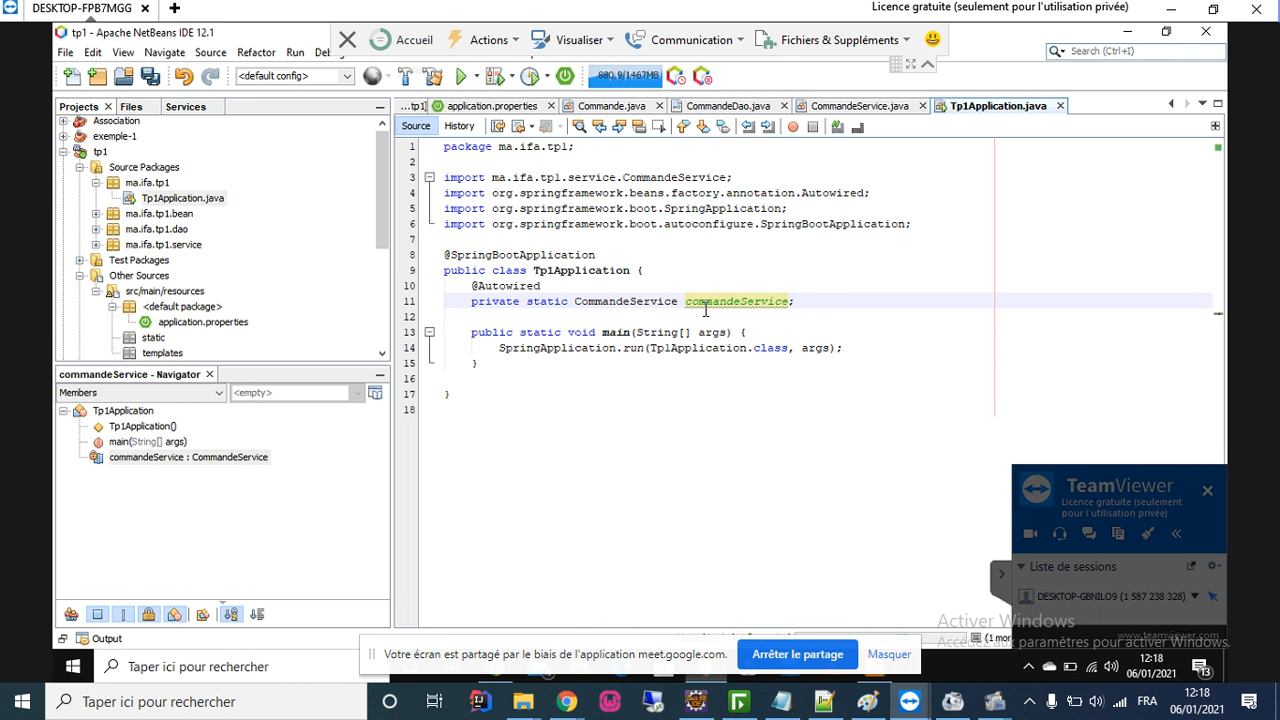 DESKTOP-FPB7MGG
Licence gratuite (seulement pour l'utilisation privée)
tp1 - Apache NetBeans IDE 12.1
Accueil
Actions
Visualiser
Communication
Fichiers & Suppléments
File Edit View Navigate Source Refactor Run
Search (Ctrl+I)
<default config>
880.9/1467MB
Projects Files Services
...tp1] application.properties Commande.java CommandeDao.java CommandeService.java Tp1Application.java
Source History
Association
exemple-1
tp1
Source Packages
ma.ifa.tp1
Tp1Application.java
ma.ifa.tp1.bean
ma.ifa.tp1.dao
ma.ifa.tp1.service
Test Packages
Other Sources
src/main/resources
<default package>
application.properties
static
templates
commandeService - Navigator
Members <empty>
Tp1Application
Tp1Application()
main(String[] args)
commandeService : CommandeService
1 package ma.ifa.tp1;
2
3 import ma.ifa.tp1.service.CommandeService;
4 import org.springframework.beans.factory.annotation.Autowired;
5 import org.springframework.boot.SpringApplication;
6 import org.springframework.boot.autoconfigure.SpringBootApplication;
7
8 @SpringBootApplication
9 public class Tp1Application {
10 @Autowired
11 private static CommandeService commandeService;
12
13 public static void main(String[] args) {
14 SpringApplication.run(Tp1Application.class, args);
15 }
16
17 }
18
TeamViewer
Licence gratuite (seulement
pour l'utilisation privée)
Liste de sessions
DESKTOP-GBNILO9 (1 587 238 328)
www.teamviewer.com
Activer Windows
Accédez aux paramètres pour activer Windows.
Output
(1 mor
Votre écran est partagé par le biais de l'application meet.google.com.
Arrêter le partage
Masquer
Taper ici pour rechercher
12:18
06/01/2021
13
Taper ici pour rechercher
FRA
12:18
06/01/2021